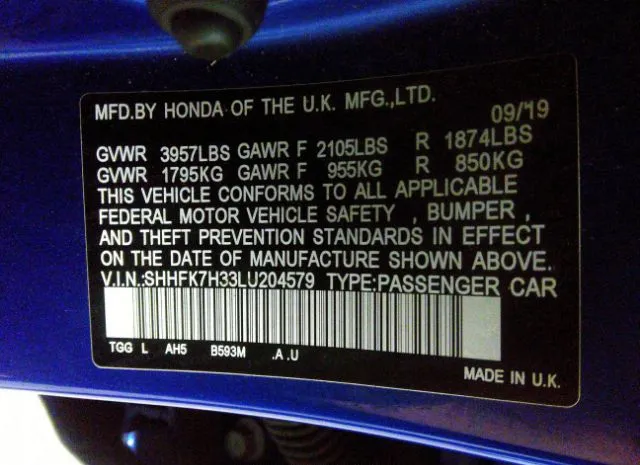 MFD.BY HONDA OF THE U.K. MFG.,LTD. 09/19
GVWR 3957LBS GAWR F 2105LBS R 1874LBS
GVWR 1795KG GAWR F 955KG R 850KG
THIS VEHICLE CONFORMS TO ALL APPLICABLE
FEDERAL MOTOR VEHICLE SAFETY , BUMPER ,
AND THEFT PREVENTION STANDARDS IN EFFECT
ON THE DATE OF MANUFACTURE SHOWN ABOVE.
V.I.N.:SHHFK7H33LU204579 TYPE:PASSENGER CAR
TGG L AH5 B593M .A .U
MADE IN U.K.